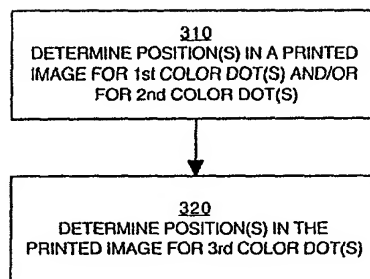 310
DETERMINE POSITION(S) IN A PRINTED
IMAGE FOR 1st COLOR DOT(S) AND/OR
FOR 2nd COLOR DOT(S)
320
DETERMINE POSITION(S) IN THE
PRINTED IMAGE FOR 3rd COLOR DOT(S)